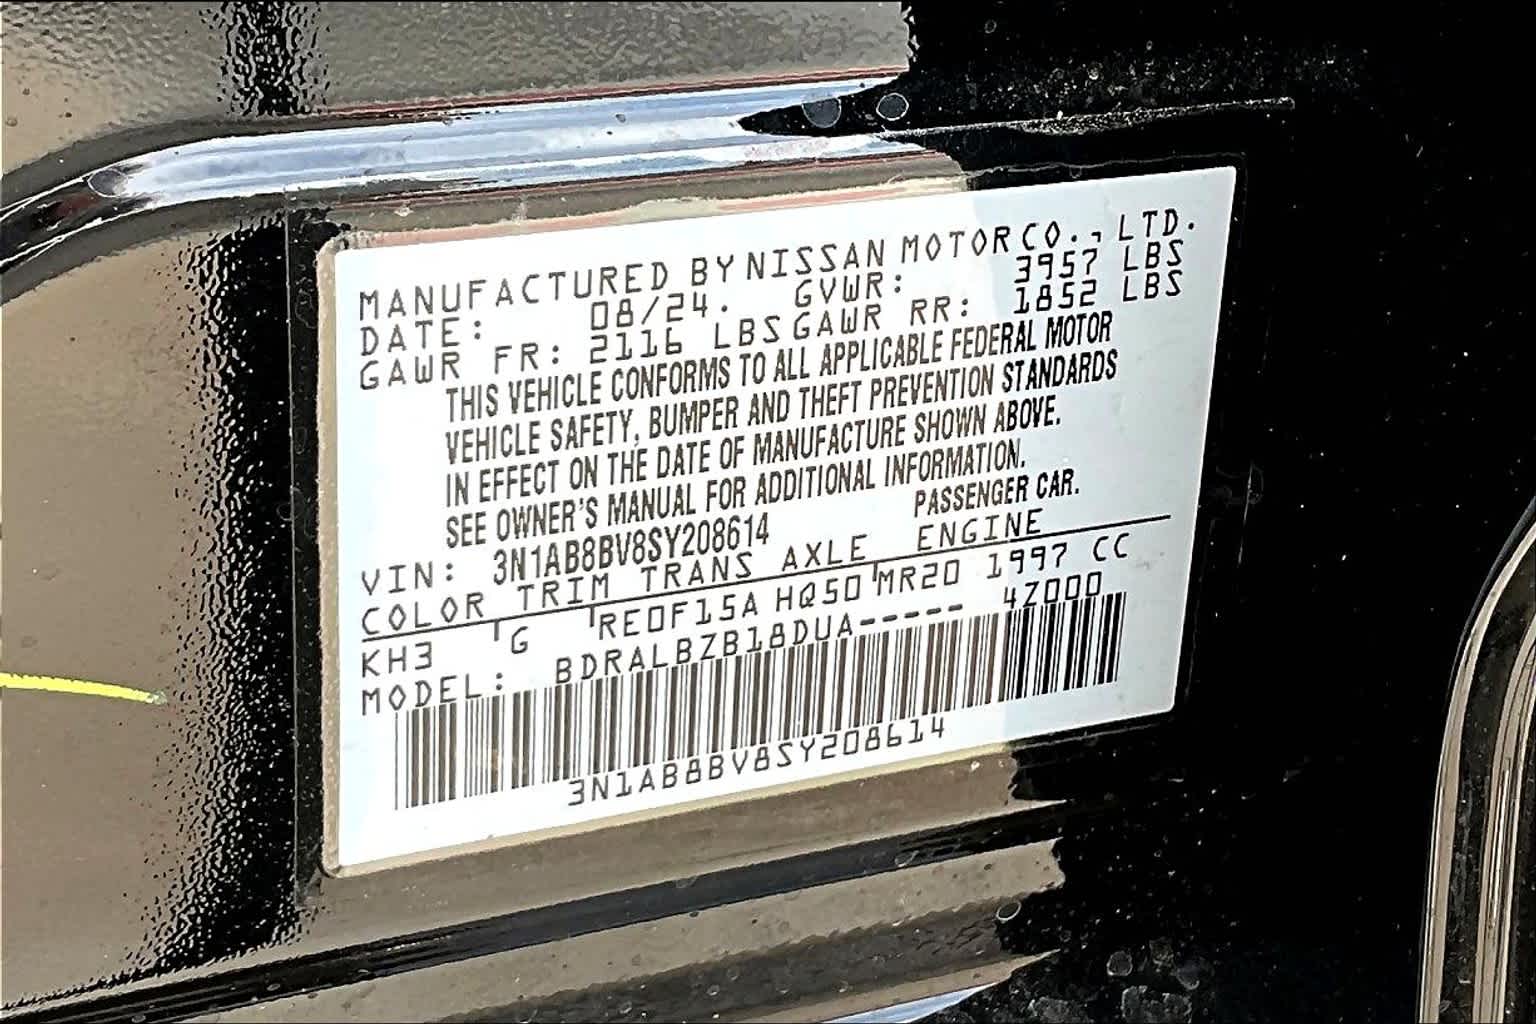 MANUFACTURED BY NISSAN MOTOR CO., LTD.
DATE: 08/24. GVWR: 3957 LBS
GAWR FR: 2116 LBS GAWR RR: 1852 LBS
THIS VEHICLE CONFORMS TO ALL APPLICABLE FEDERAL MOTOR
VEHICLE SAFETY, BUMPER AND THEFT PREVENTION STANDARDS
IN EFFECT ON THE DATE OF MANUFACTURE SHOWN ABOVE.
SEE OWNER'S MANUAL FOR ADDITIONAL INFORMATION.
VIN: 3N1AB8BV8SY208614 PASSENGER CAR.
COLOR TRIM TRANS AXLE ENGINE
KH3 G RE0F15A HQ50 MR20 1997 CC
MODEL: BDRALBZB18DUA----- 4Z000
3N1AB8BV8SY208614